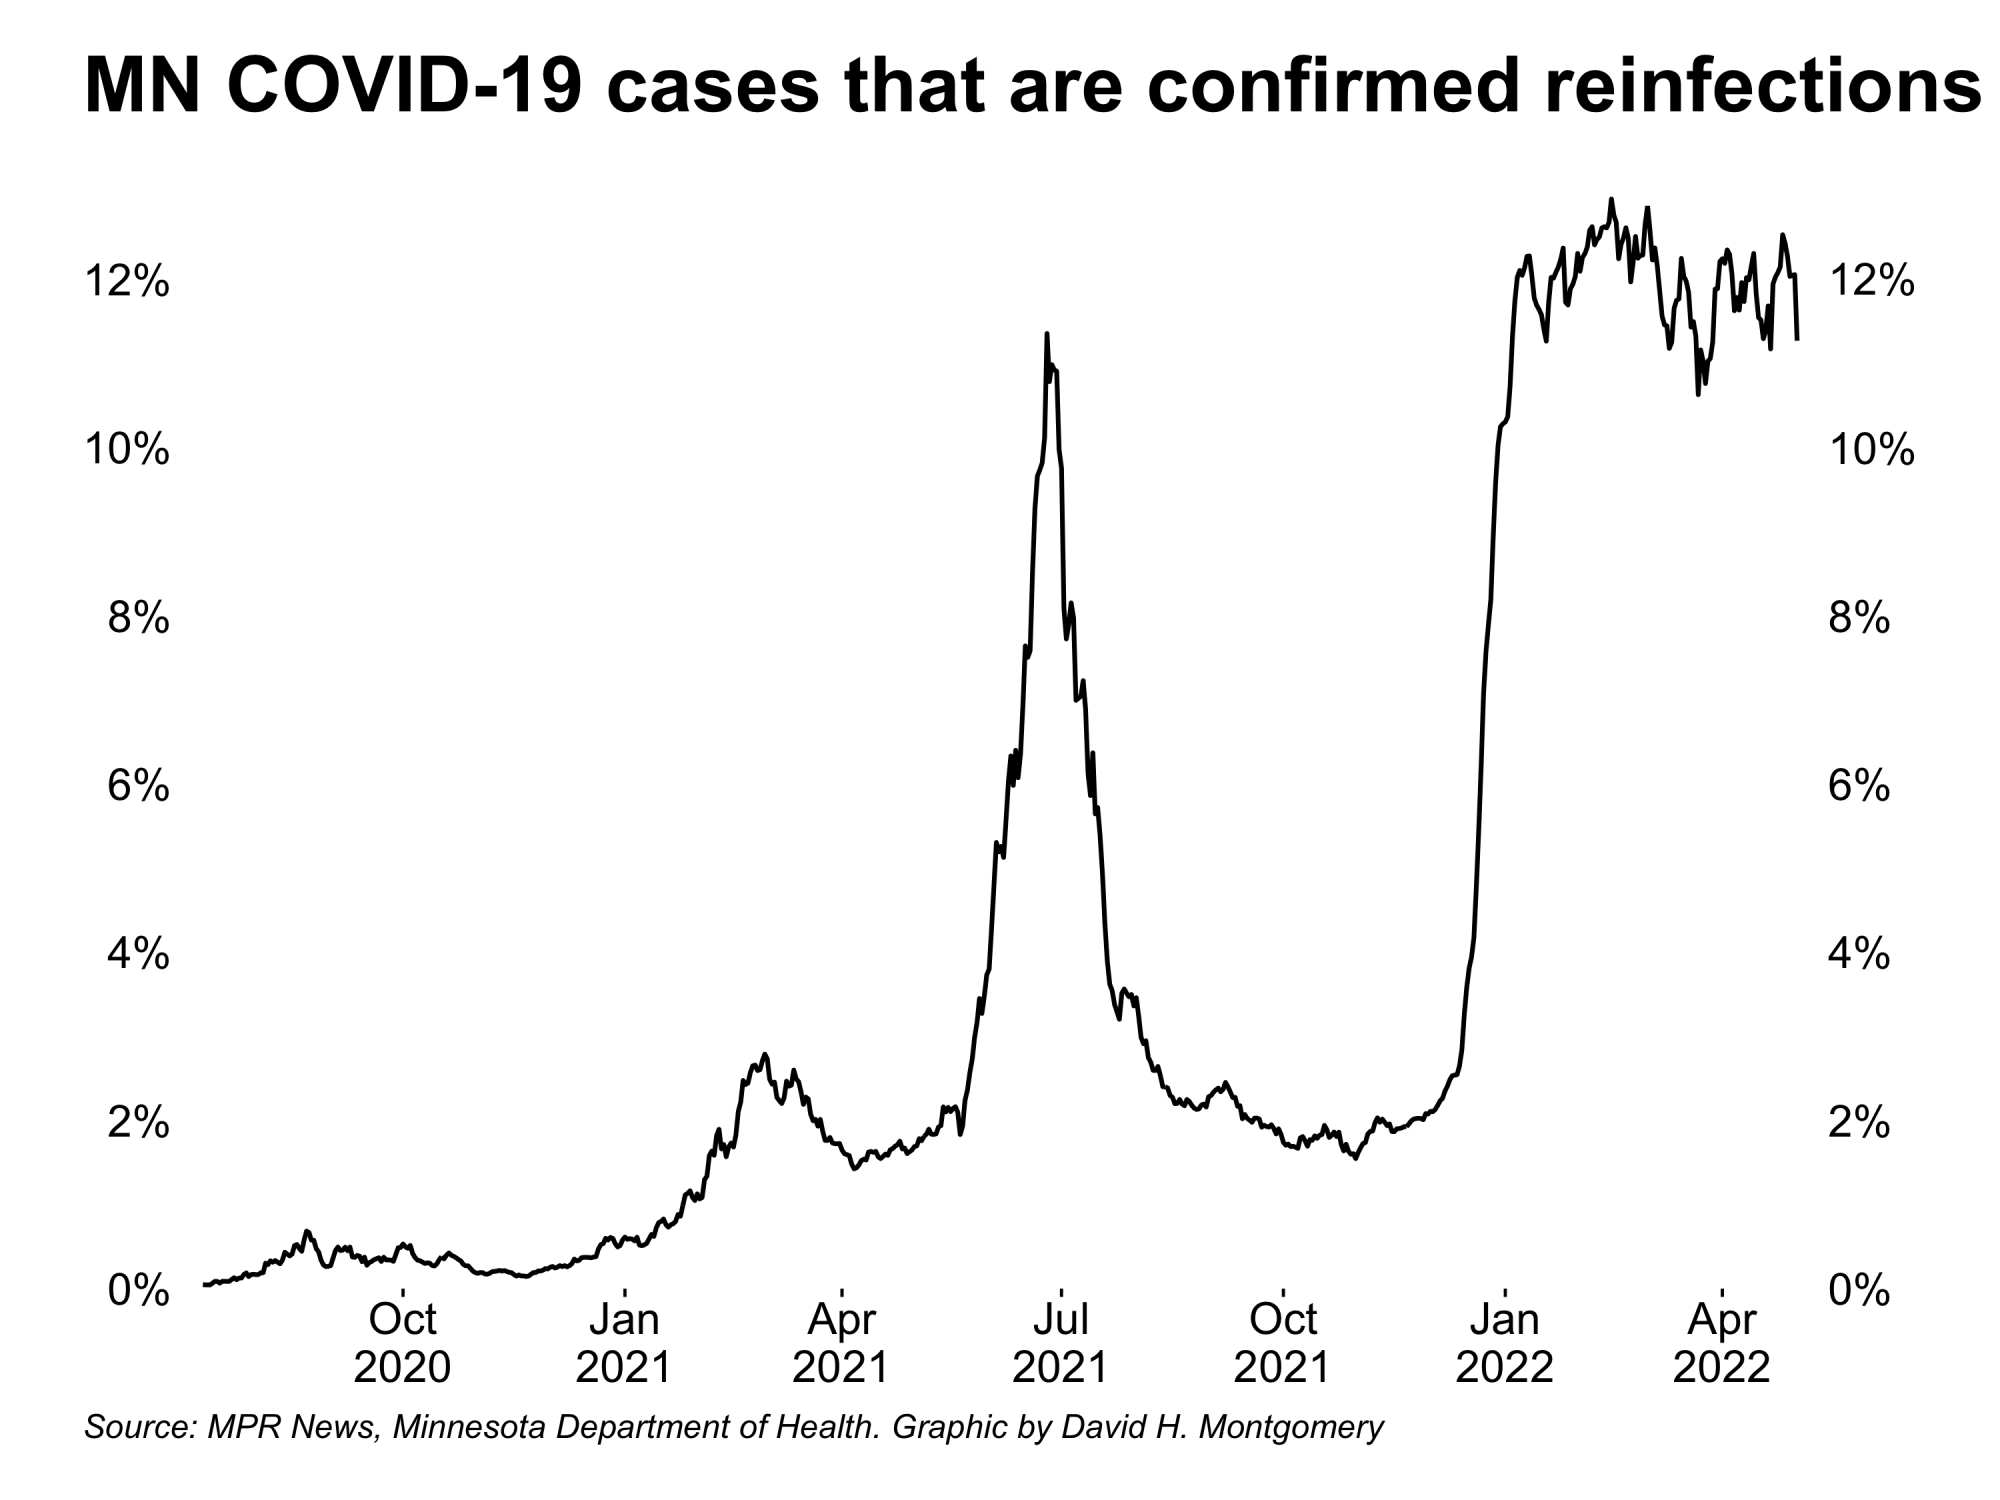 MN COVID-19 cases that are confirmed reinfections
12% 12%
10% 10%
8% 8%
6% 6%
4% 4%
2% 2%
0% 0%
Oct Jan Apr Jul Oct Jan Apr
2020 2021 2021 2021 2021 2022 2022
Source: MPR News, Minnesota Department of Health. Graphic by David H. Montgomery